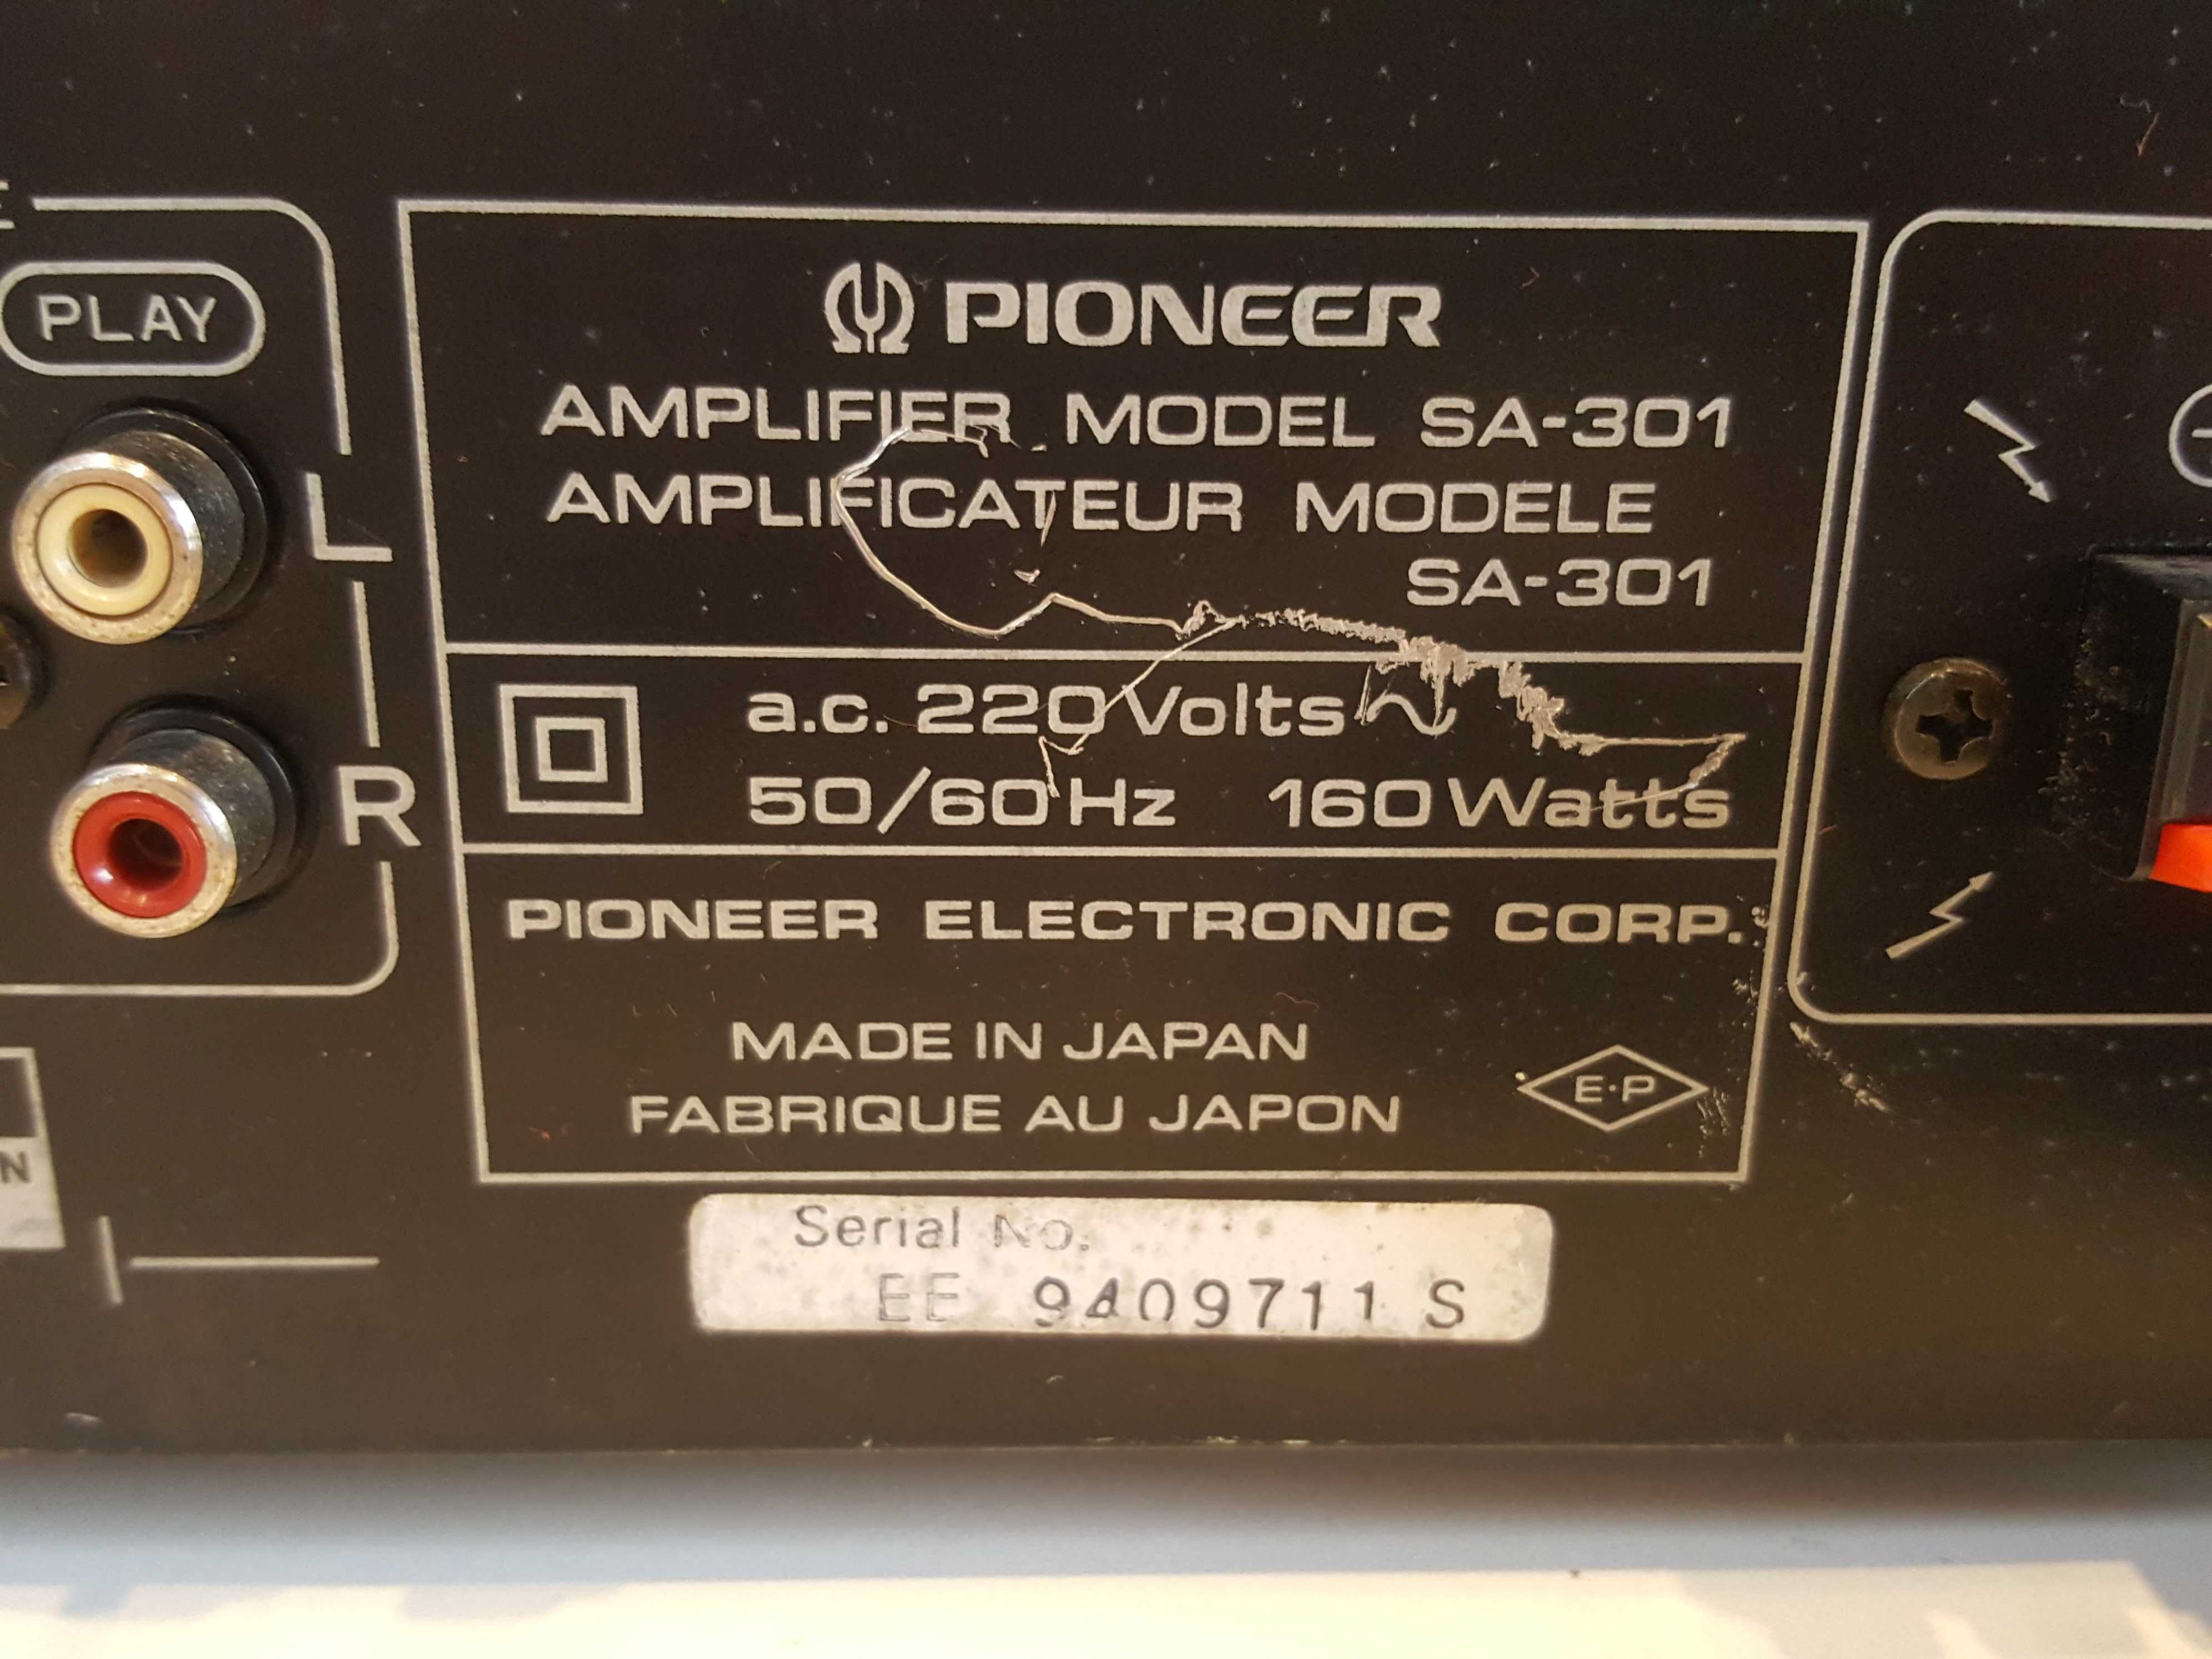 PLAY
L
R
PIONEER
AMPLIFIER MODEL SA-301
AMPLIFICATEUR MODELE
SA-301
a.c. 220 Volts ~
50/60 Hz 160 Watts
PIONEER ELECTRONIC CORP.
MADE IN JAPAN
FABRIQUE AU JAPON
E·P
Serial No.
EE 9409711 S